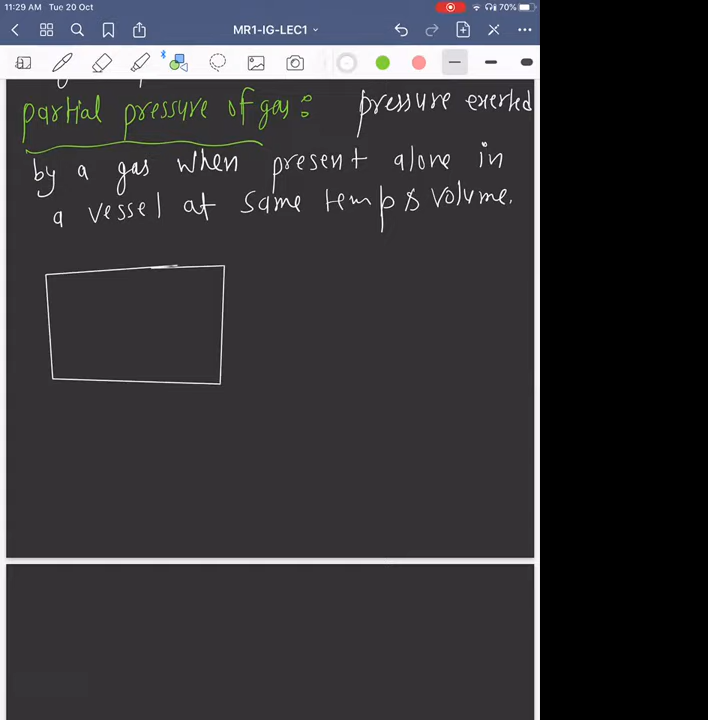 11:29 AM Tue 20 Oct
70%
MR1-IG-LEC1
partial pressure of gas: pressure exerted
by a gas when present alone in
a vessel at same temp & volume.